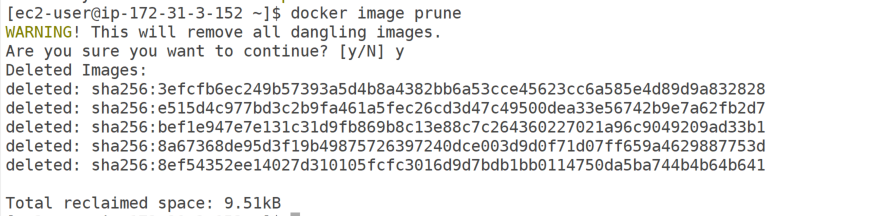 [ec2-user@ip-172-31-3-152 ~]$ docker image prune
WARNING! This will remove all dangling images.
Are you sure you want to continue? [y/N] y
Deleted Images:
deleted: sha256:3efcfb6ec249b57393a5d4b8a4382bb6a53cce45623cc6a585e4d89d9a832828
deleted: sha256:e515d4c977bd3c2b9fa461a5fec26cd3d47c49500dea33e56742b9e7a62fb2d7
deleted: sha256:bef1e947e7e131c31d9fb869b8c13e88c7c264360227021a96c9049209ad33b1
deleted: sha256:8a67368de95d3f19b49875726397240dce003d9d0f71d07ff659a4629887753d
deleted: sha256:8ef54352ee14027d310105fcfc3016d9d7bdb1bb0114750da5ba744b4b64b641
Total reclaimed space: 9.51kB